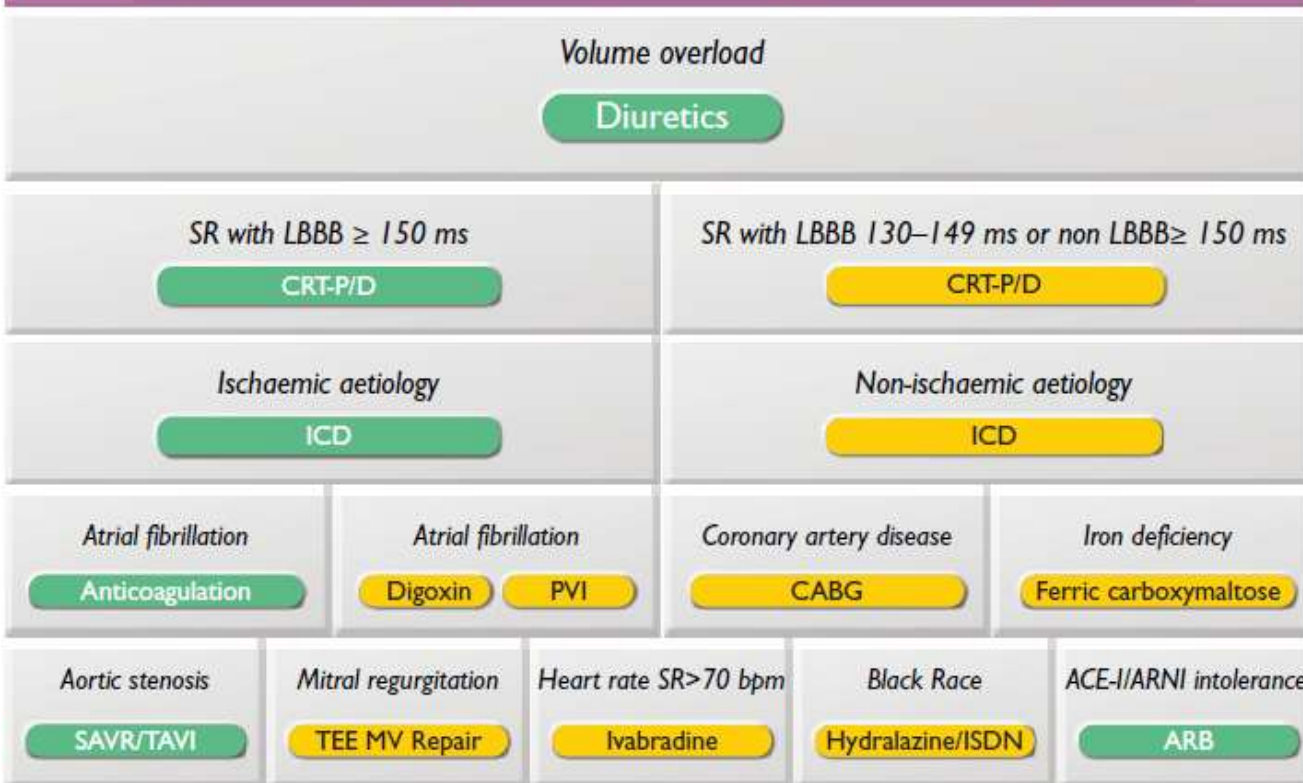 Volume overload
Diuretics
SR with LBBB ≥ 150 ms
CRT-P/D
SR with LBBB 130–149 ms or non LBBB≥ 150 ms
CRT-P/D
Ischaemic aetiology
ICD
Non-ischaemic aetiology
ICD
Atrial fibrillation
Anticoagulation
Atrial fibrillation
Digoxin PVI
Coronary artery disease
CABG
Iron deficiency
Ferric carboxymaltose
Aortic stenosis
SAVR/TAVI
Mitral regurgitation
TEE MV Repair
Heart rate SR>70 bpm
Ivabradine
Black Race
Hydralazine/ISDN
ACE-I/ARNI intolerance
ARB